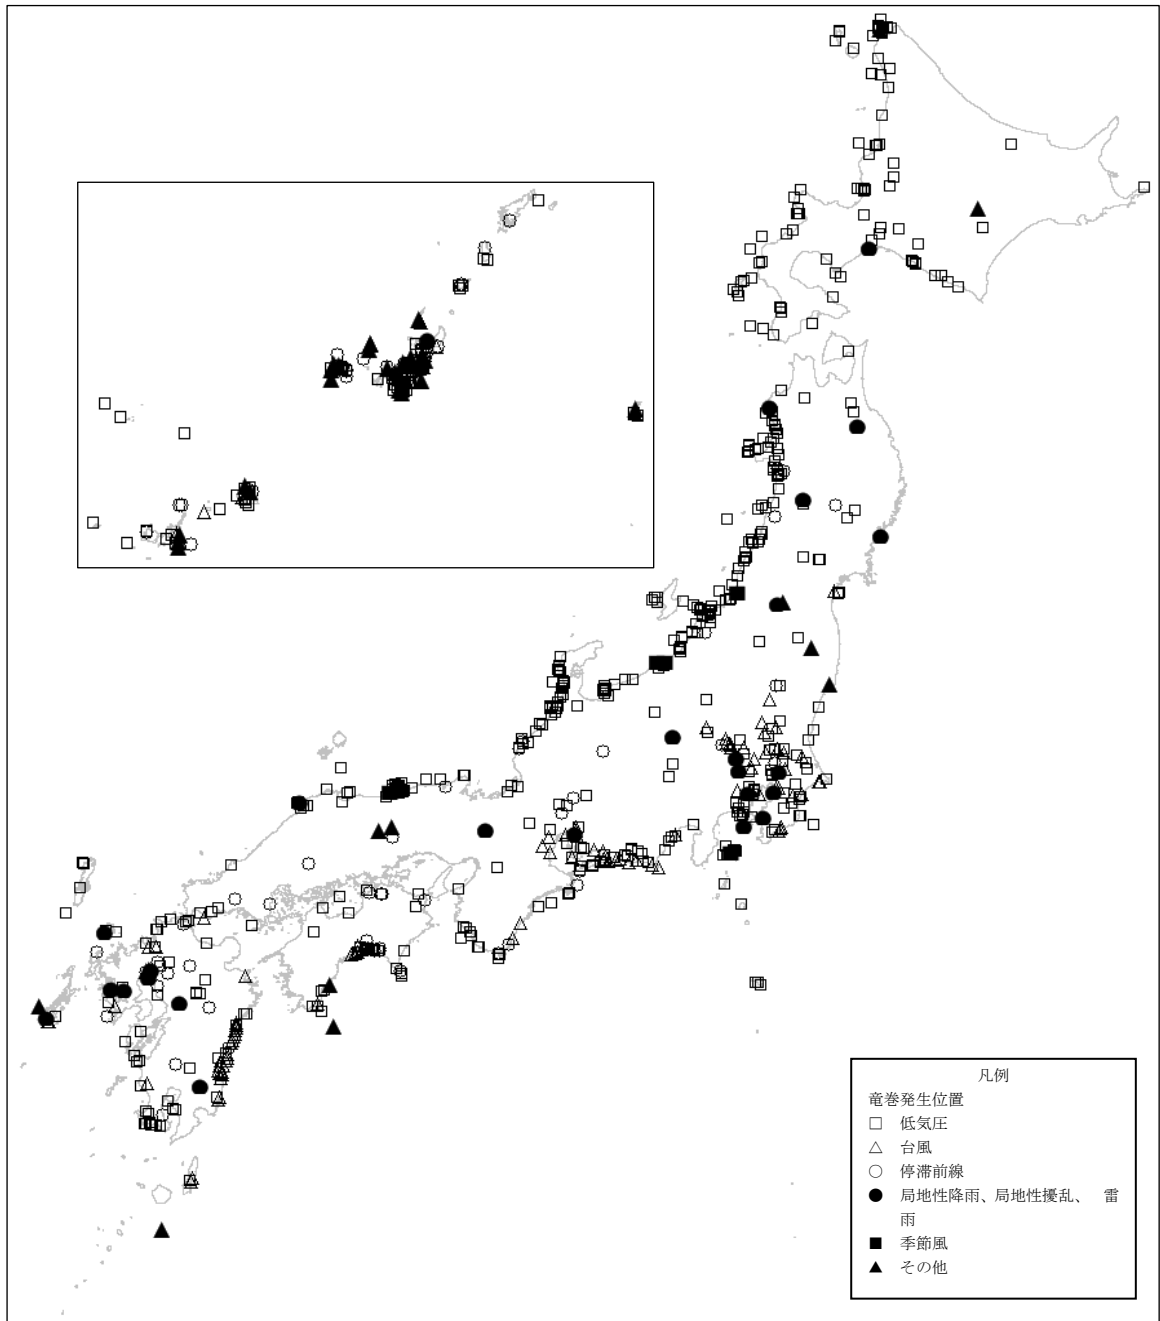 凡例
竜巻発生位置
□ 低気圧
△ 台風
○ 停滞前線
● 局地性降雨、局地性擾乱、 雷
雨
■ 季節風
▲ その他